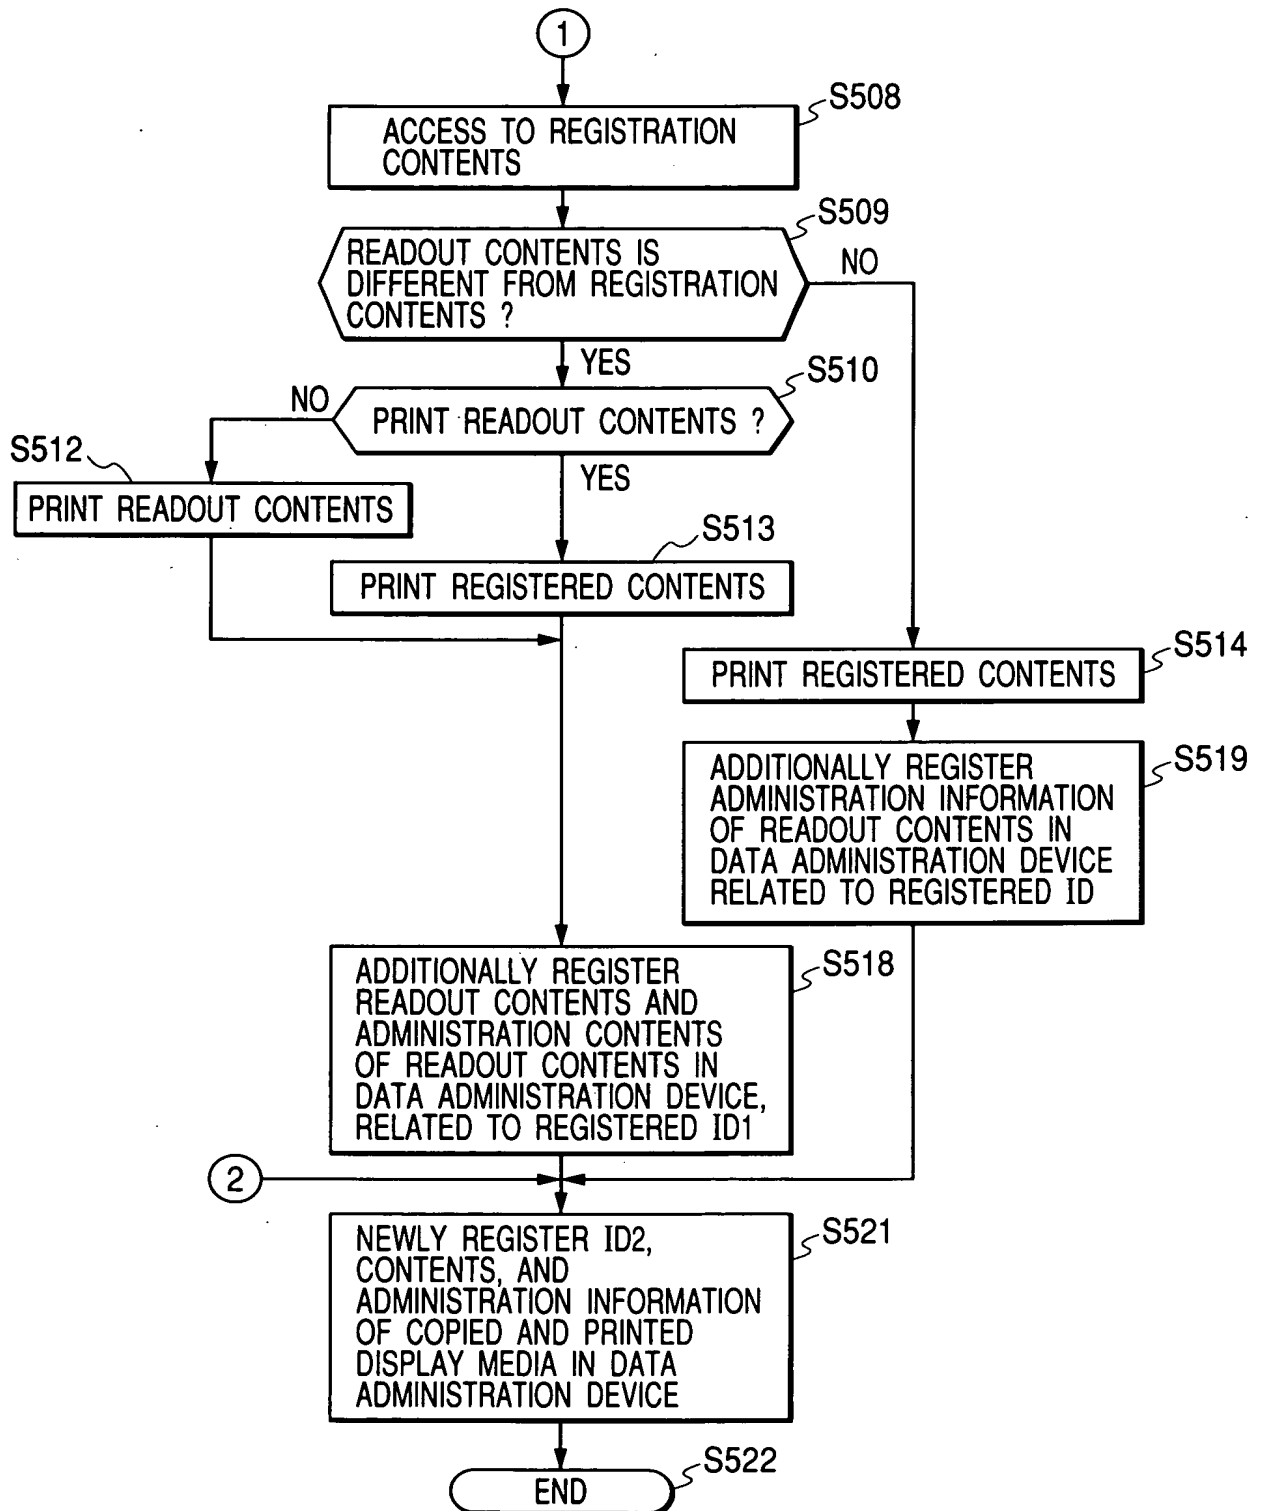 1
S508
ACCESS TO REGISTRATION
CONTENTS
S509
READOUT CONTENTS IS
DIFFERENT FROM REGISTRATION
CONTENTS ?
NO
YES
S510
PRINT READOUT CONTENTS ?
NO
YES
S512
PRINT READOUT CONTENTS
S513
PRINT REGISTERED CONTENTS
S514
PRINT REGISTERED CONTENTS
S519
ADDITIONALLY REGISTER
ADMINISTRATION INFORMATION
OF READOUT CONTENTS IN
DATA ADMINISTRATION DEVICE
RELATED TO REGISTERED ID
S518
ADDITIONALLY REGISTER
READOUT CONTENTS AND
ADMINISTRATION CONTENTS
OF READOUT CONTENTS IN
DATA ADMINISTRATION DEVICE,
RELATED TO REGISTERED ID1
2
S521
NEWLY REGISTER ID2,
CONTENTS, AND
ADMINISTRATION INFORMATION
OF COPIED AND PRINTED
DISPLAY MEDIA IN DATA
ADMINISTRATION DEVICE
S522
END